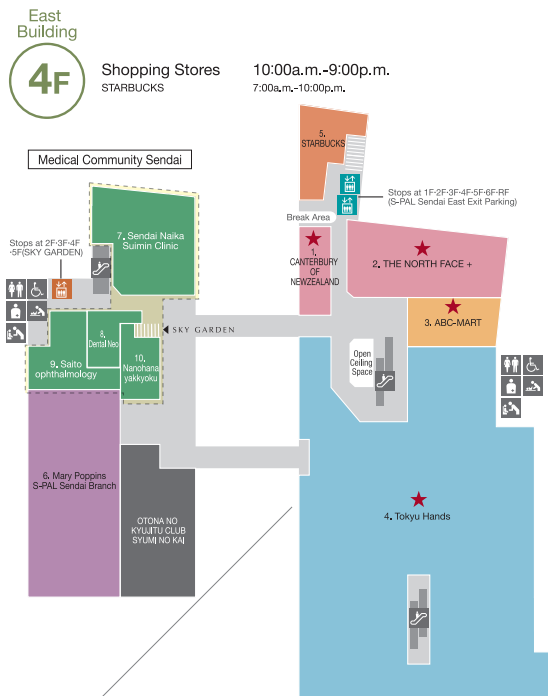 East
Building
4F
Shopping Stores 10:00a.m.-9:00p.m.
STARBUCKS 7:00a.m.-10:00p.m.
Medical Community Sendai
5.
STARBUCKS
Stops at 1F·2F·3F·4F·5F·6F·RF
(S-PAL Sendai East Exit Parking)
Break Area
7. Sendai Naika
Suimin Clinic
Stops at 2F·3F·4F
·5F(SKY GARDEN)
1.
CANTERBURY
OF
NEWZEALAND
2. THE NORTH FACE +
3. ABC-MART
SKY GARDEN
8.
Dental Neo
9. Saito
ophthalmology
10.
Nanohana
yakkyoku
Open
Ceiling
Space
6. Mary Poppins
S-PAL Sendai Branch
OTONA NO
KYUJITU CLUB
SYUMI NO KAI
4. Tokyu Hands